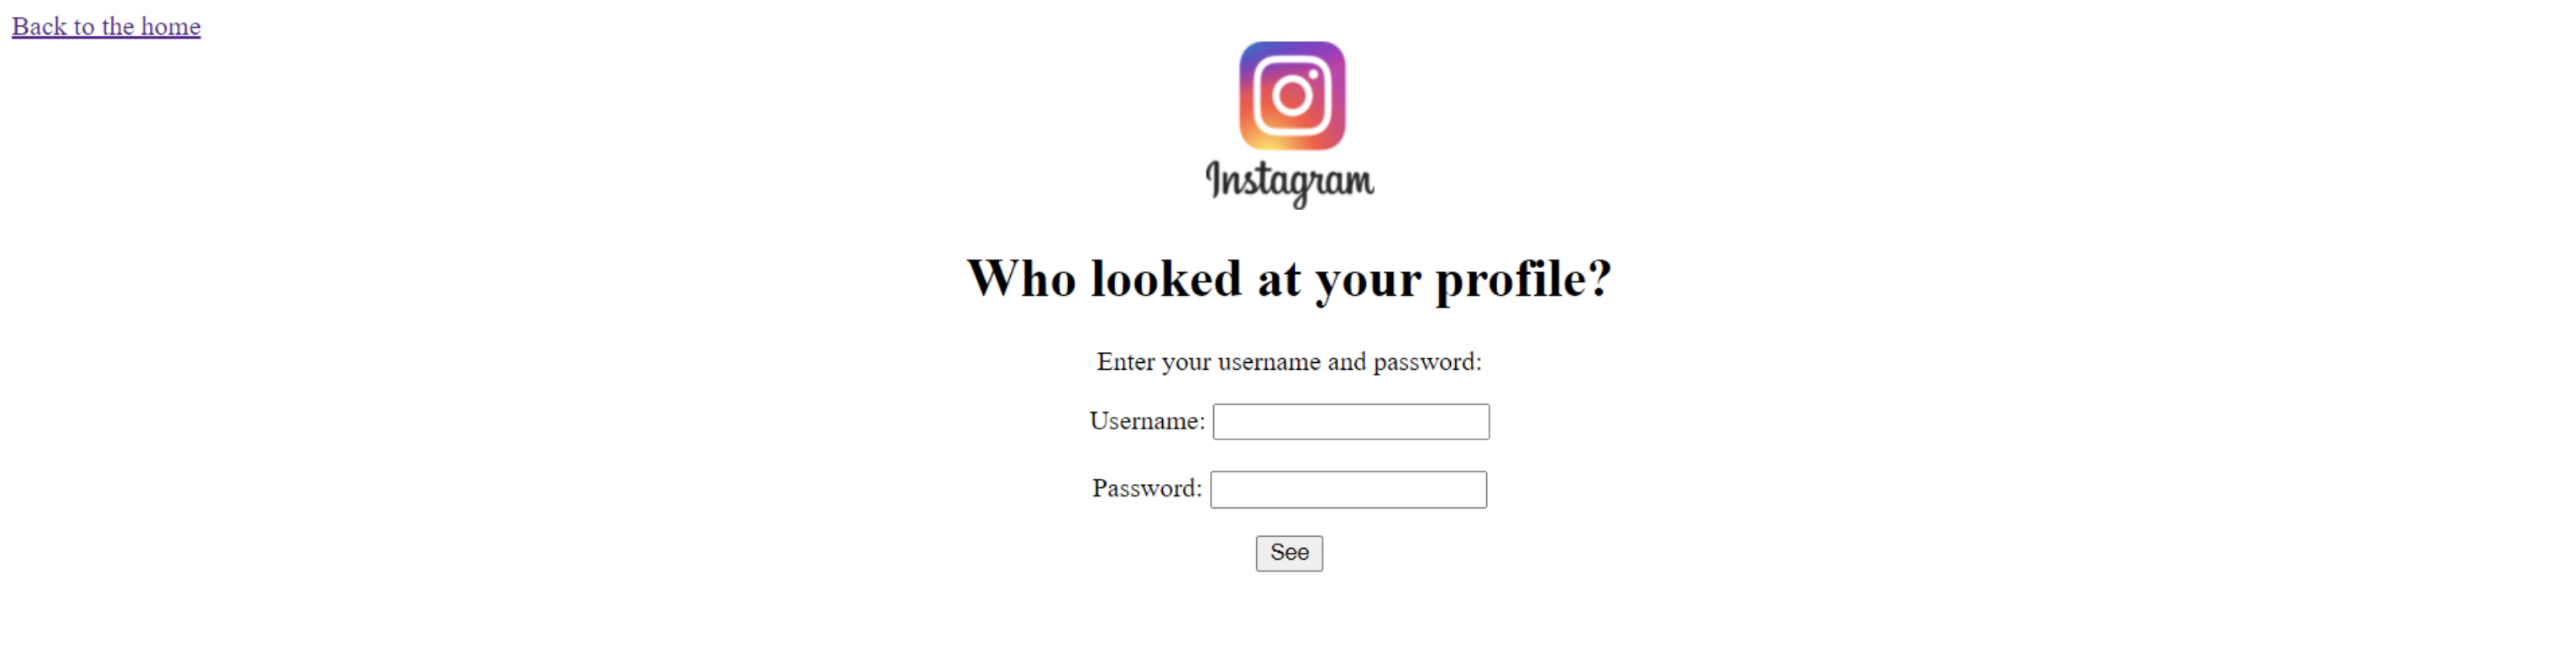 Back to the home
Instagram
Who looked at your profile?
Enter your username and password:
Username:
Password:
See